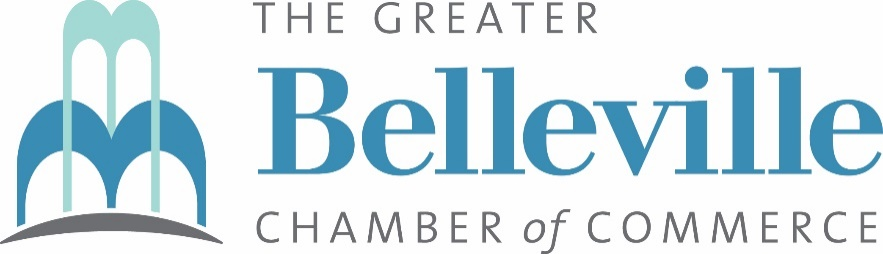 THE GREATER
Belleville
CHAMBER of COMMERCE